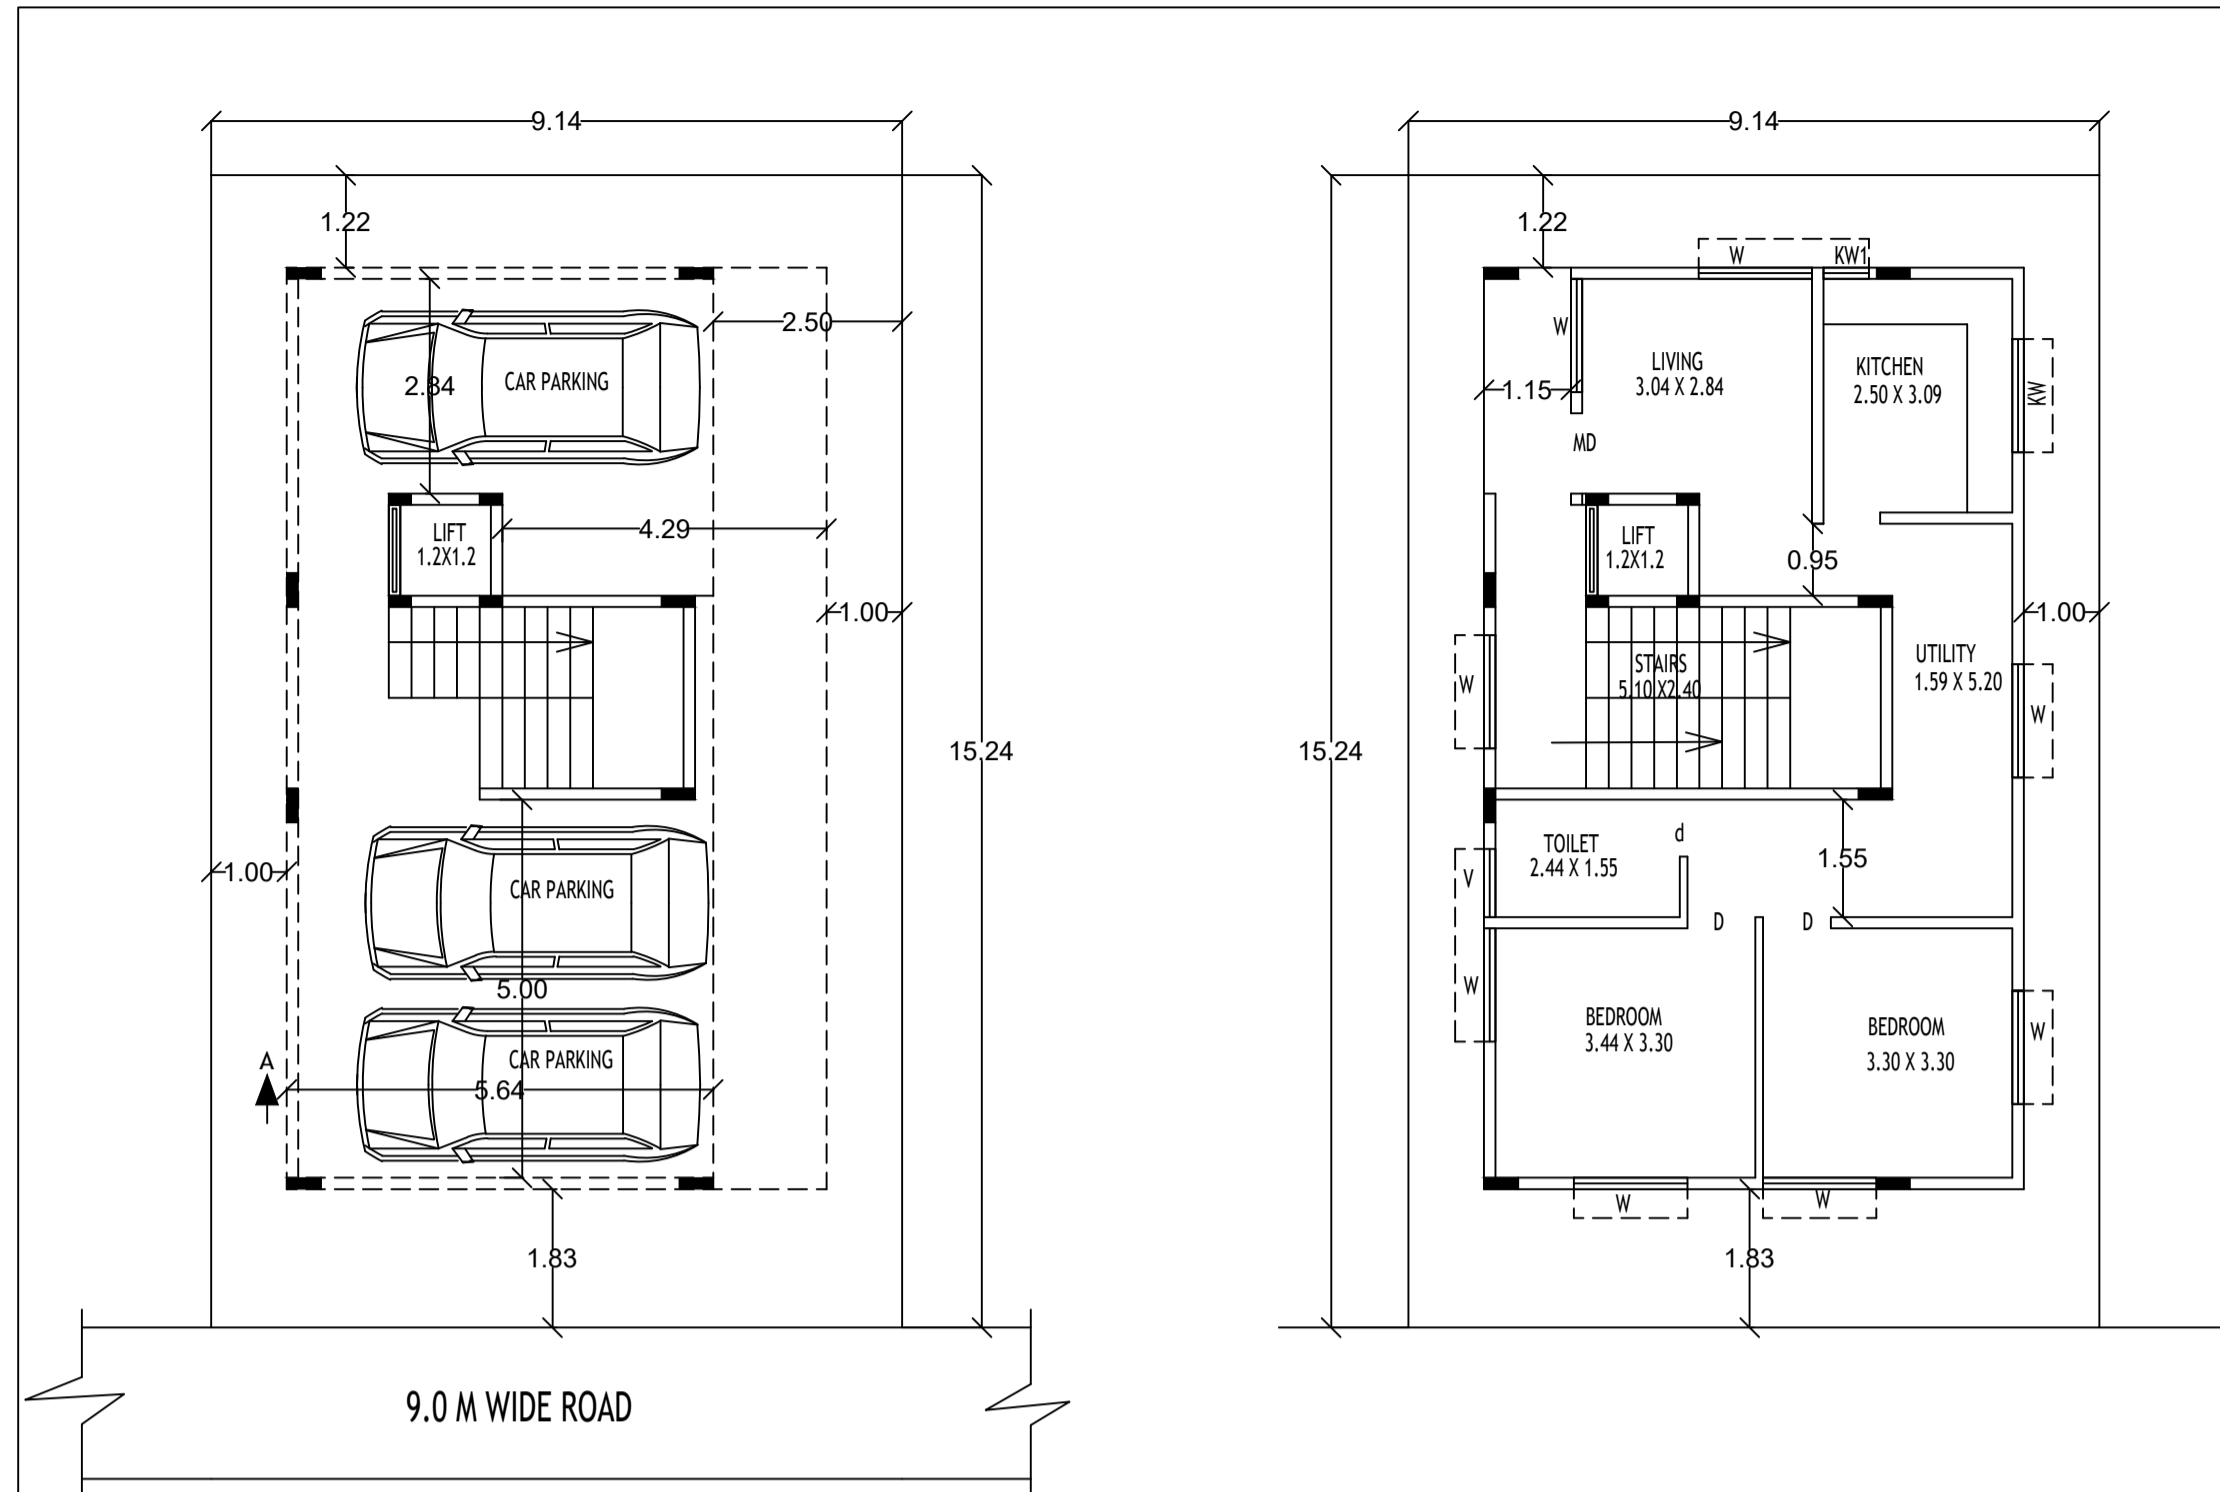 9.14
1.22
2.50
2.84
CAR PARKING
LIFT
1.2X1.2
4.29
1.00
15.24
1.00
CAR PARKING
5.00
CAR PARKING
A
5.64
1.83
9.0 M WIDE ROAD
9.14
1.22
W
KW1
W
LIVING
3.04 X 2.84
KITCHEN
2.50 X 3.09
KW
1.15
MD
LIFT
1.2X1.2
0.95
1.00
UTILITY
1.59 X 5.20
STAIRS
5.10 X2.40
W
W
15.24
TOILET
2.44 X 1.55
d
1.55
V
D
D
W
BEDROOM
3.44 X 3.30
BEDROOM
3.30 X 3.30
W
W
W
1.83